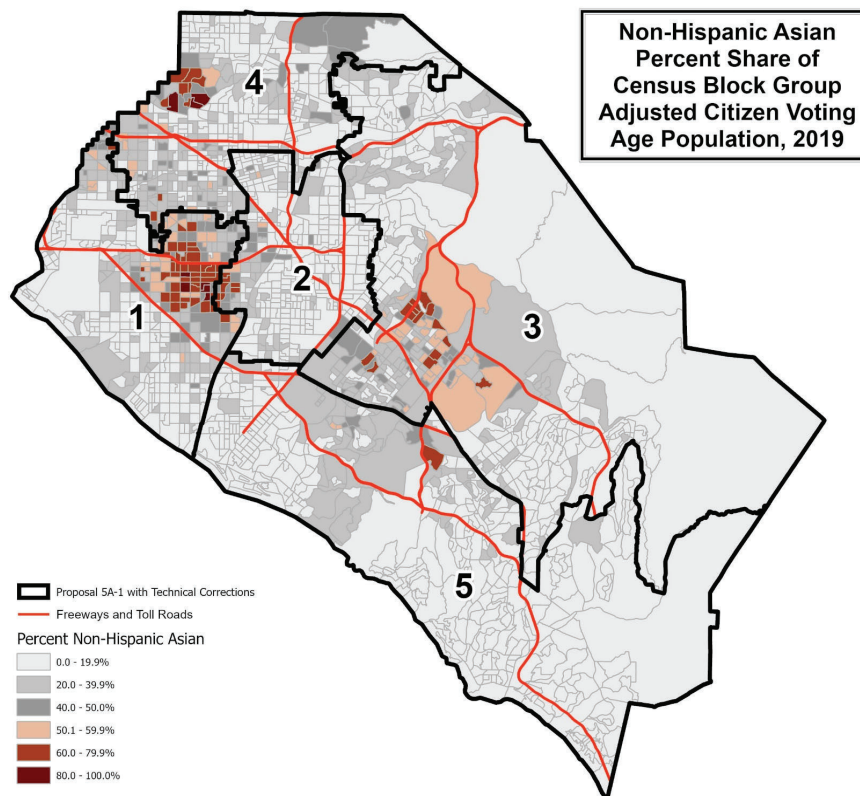 Non-Hispanic Asian
Percent Share of
Census Block Group
Adjusted Citizen Voting
Age Population, 2019
4
2
1
3
5
Proposal 5A-1 with Technical Corrections
Freeways and Toll Roads
Percent Non-Hispanic Asian
0.0 - 19.9%
20.0 - 39.9%
40.0 - 50.0%
50.1 - 59.9%
60.0 - 79.9%
80.0 - 100.0%